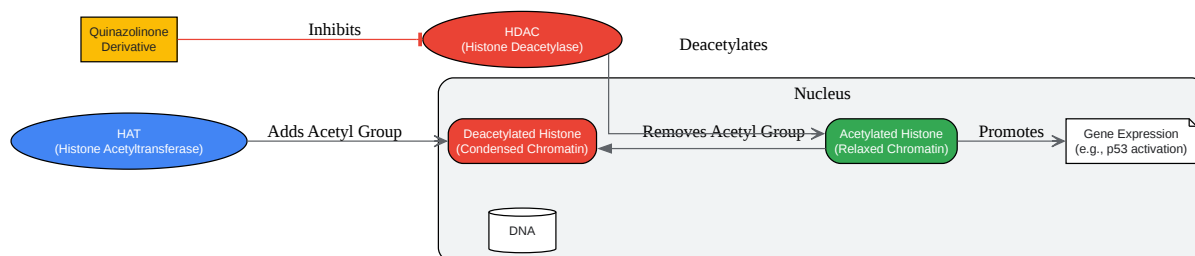 Quinazolinone
Derivative
Inhibits
HDAC
(Histone Deacetylase)
Deacetylates
Nucleus
HAT
(Histone Acetyltransferase)
Adds Acetyl Group
Deacetylated Histone
(Condensed Chromatin)
Removes Acetyl Group
Acetylated Histone
(Relaxed Chromatin)
Promotes
Gene Expression
(e.g., p53 activation)
DNA